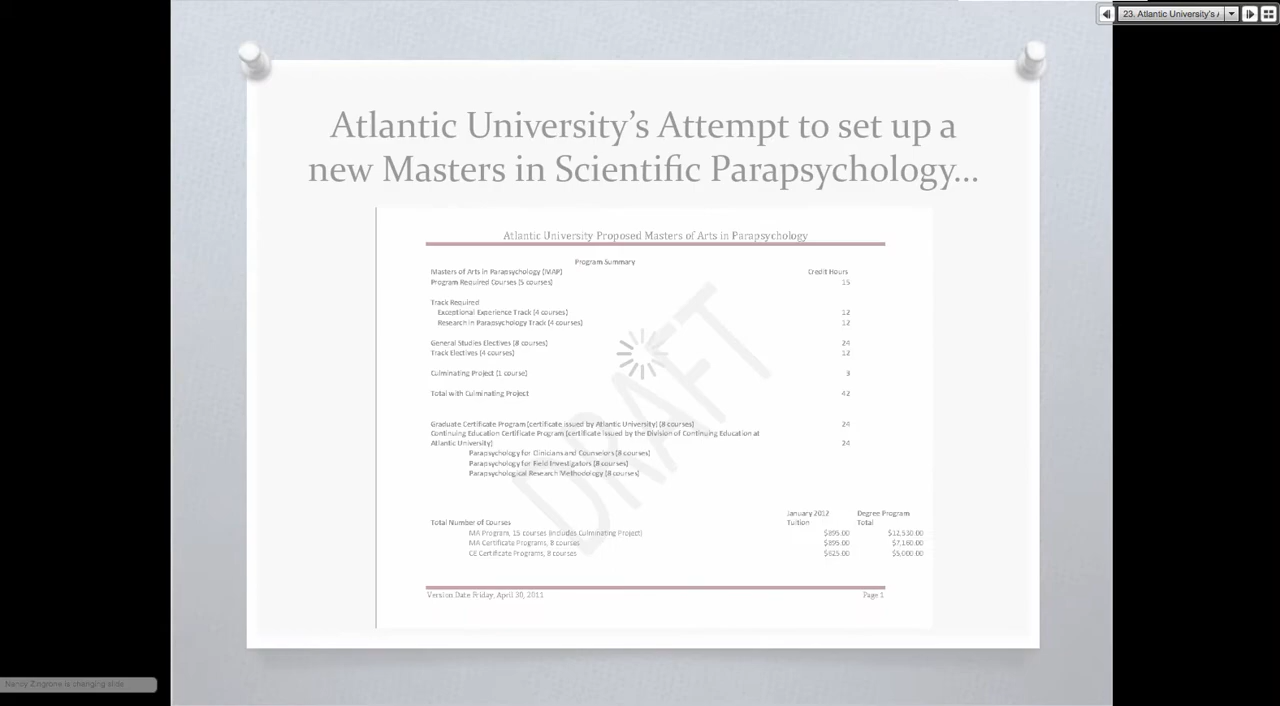 23. Atlantic University's A
Atlantic University's Attempt to set up a
new Masters in Scientific Parapsychology...
Atlantic University Proposed Masters of Arts in Parapsychology
Program Summary
Masters of Arts in Parapsychology (MAP) Credit Hours
Program Required Courses (5 courses) 15
Track Required
Exceptional Experience Track (4 courses) 12
Research in Parapsychology Track (4 courses) 12
General Studies Electives (8 courses) 24
Track Electives (4 courses) 12
Culminating Project (1 course) 3
Total with Culminating Project 42
Graduate Certificate Program (certificate issued by Atlantic University) (8 courses) 24
Continuing Education Certificate Program (certificate issued by the Division of Continuing Education at
Atlantic University) 24
Parapsychology for Clinicians and Counselors (8 courses)
Parapsychology for Field Investigators (8 courses)
Parapsychological Research Methodology (8 courses)
DRAFT
January 2012 Degree Program
Total Number of Courses Tuition Total
MA Program, 15 courses (includes Culminating Project) $895.00 $12,530.00
MA Certificate Programs, 8 courses $895.00 $7,160.00
CE Certificate Programs, 8 courses $625.00 $5,000.00
Version Date Friday, April 30, 2011 Page 1
Nancy Zingrone is changing slide